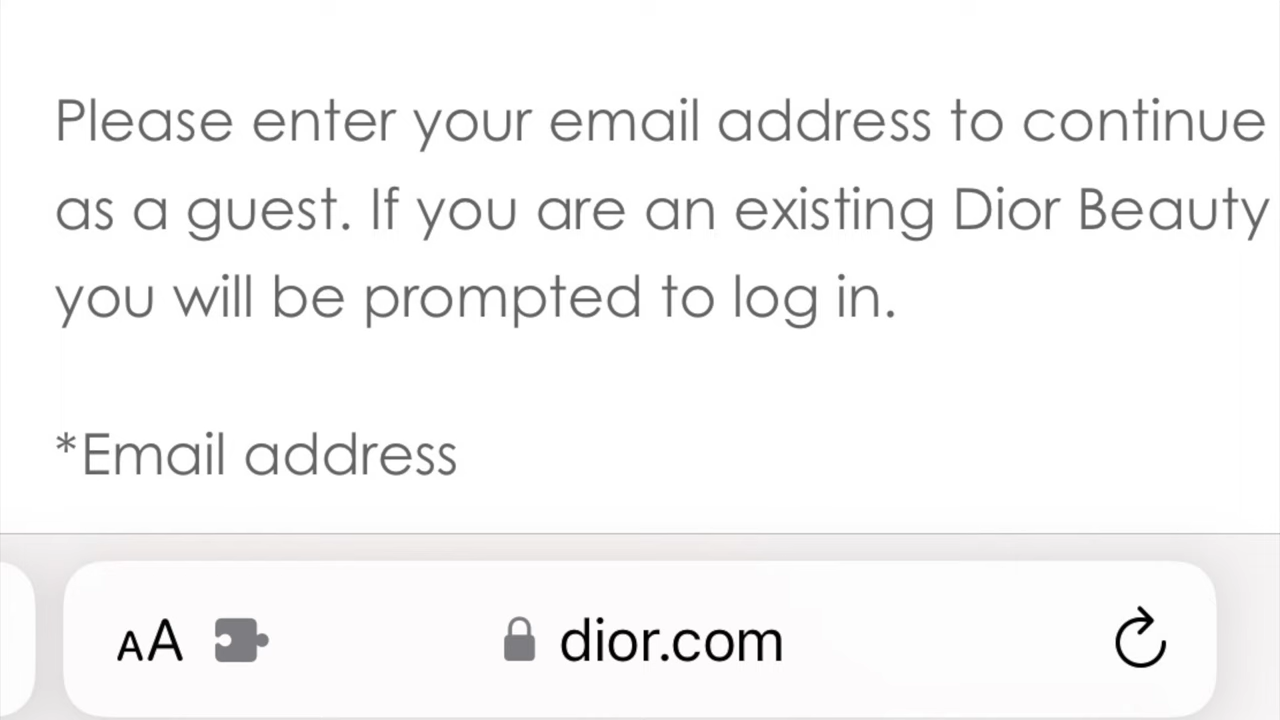 Please enter your email address to continue
as a guest. If you are an existing Dior Beauty
you will be prompted to log in.
*Email address
AA dior.com